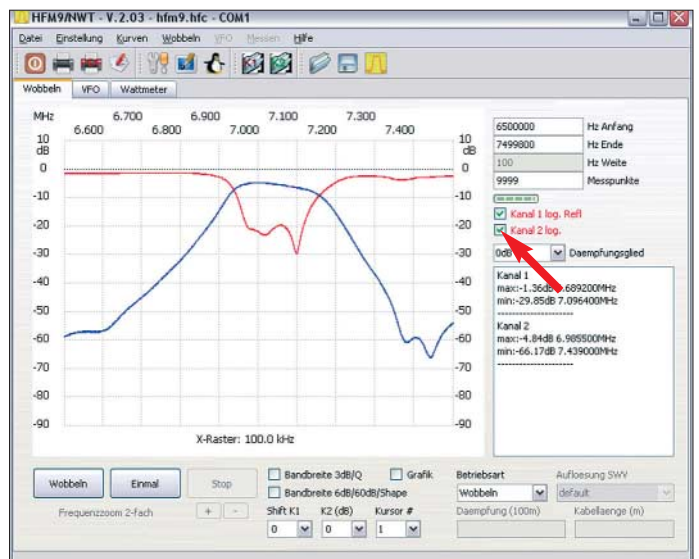 HFM9/NWT - V.2.03 - hfm9.hfc - COM1
Datei Einstellung Kurven Wobbeln VFO Messen Hilfe
Wobbeln VFO Wattmeter
MHz 6.700 6.900 7.100 7.300
6.600 6.800 7.000 7.200 7.400
10 10
dB dB
0 0
-10 -10
-20 -20
-30 -30
-40 -40
-50 -50
-60 -60
-70 -70
-80 -80
-90 -90
X-Raster: 100.0 kHz
6500000 Hz Anfang
7499800 Hz Ende
100 Hz Weite
9999 Messpunkte
Kanal 1 log. Refl
Kanal 2 log.
0dB Daempfungsglied
Kanal 1
max:-1.36dB .689200MHz
min:-29.85dB 7.096400MHz
---------------------
Kanal 2
max:-4.84dB 6.985500MHz
min:-66.17dB 7.439000MHz
---------------------
Wobbeln Einmal Stop
Frequenzzoom 2-fach + -
Bandbreite 3dB/Q Grafik
Bandbreite 6dB/60dB/Shape
Shift K1 K2 (dB) Kursor #
0 0 1
Betriebsart Aufloesung SWV
Wobbeln default
Daempfung (100m) Kabellaenge (m)